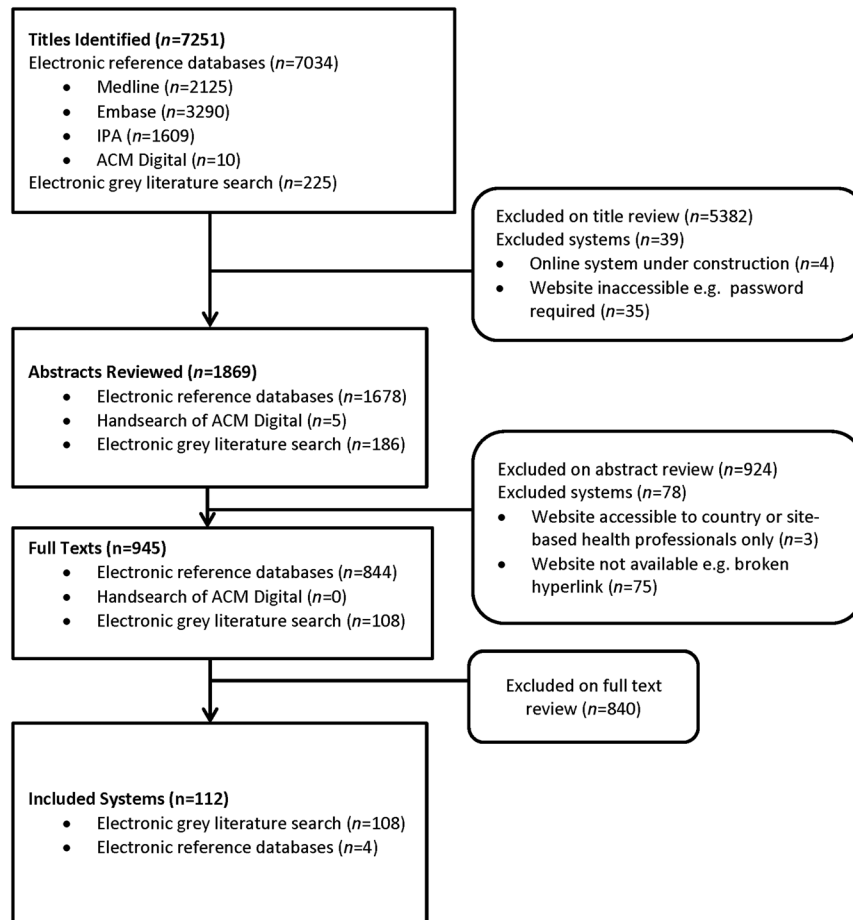 Titles Identified (n=7251)
Electronic reference databases (n=7034)
• Medline (n=2125)
• Embase (n=3290)
• IPA (n=1609)
• ACM Digital (n=10)
Electronic grey literature search (n=225)
Excluded on title review (n=5382)
Excluded systems (n=39)
• Online system under construction (n=4)
• Website inaccessible e.g. password
required (n=35)
Abstracts Reviewed (n=1869)
• Electronic reference databases (n=1678)
• Handsearch of ACM Digital (n=5)
• Electronic grey literature search (n=186)
Excluded on abstract review (n=924)
Excluded systems (n=78)
• Website accessible to country or site-
based health professionals only (n=3)
• Website not available e.g. broken
hyperlink (n=75)
Full Texts (n=945)
• Electronic reference databases (n=844)
• Handsearch of ACM Digital (n=0)
• Electronic grey literature search (n=108)
Excluded on full text
review (n=840)
Included Systems (n=112)
• Electronic grey literature search (n=108)
• Electronic reference databases (n=4)